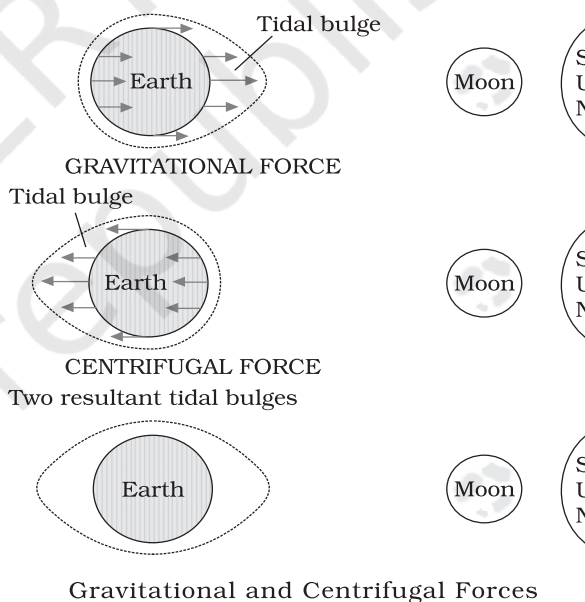 Tidal bulge
Earth
Moon
S
U
N
GRAVITATIONAL FORCE
Tidal bulge
Earth
Moon
S
U
N
CENTRIFUGAL FORCE
Two resultant tidal bulges
Earth
Moon
S
U
N
Gravitational and Centrifugal Forces